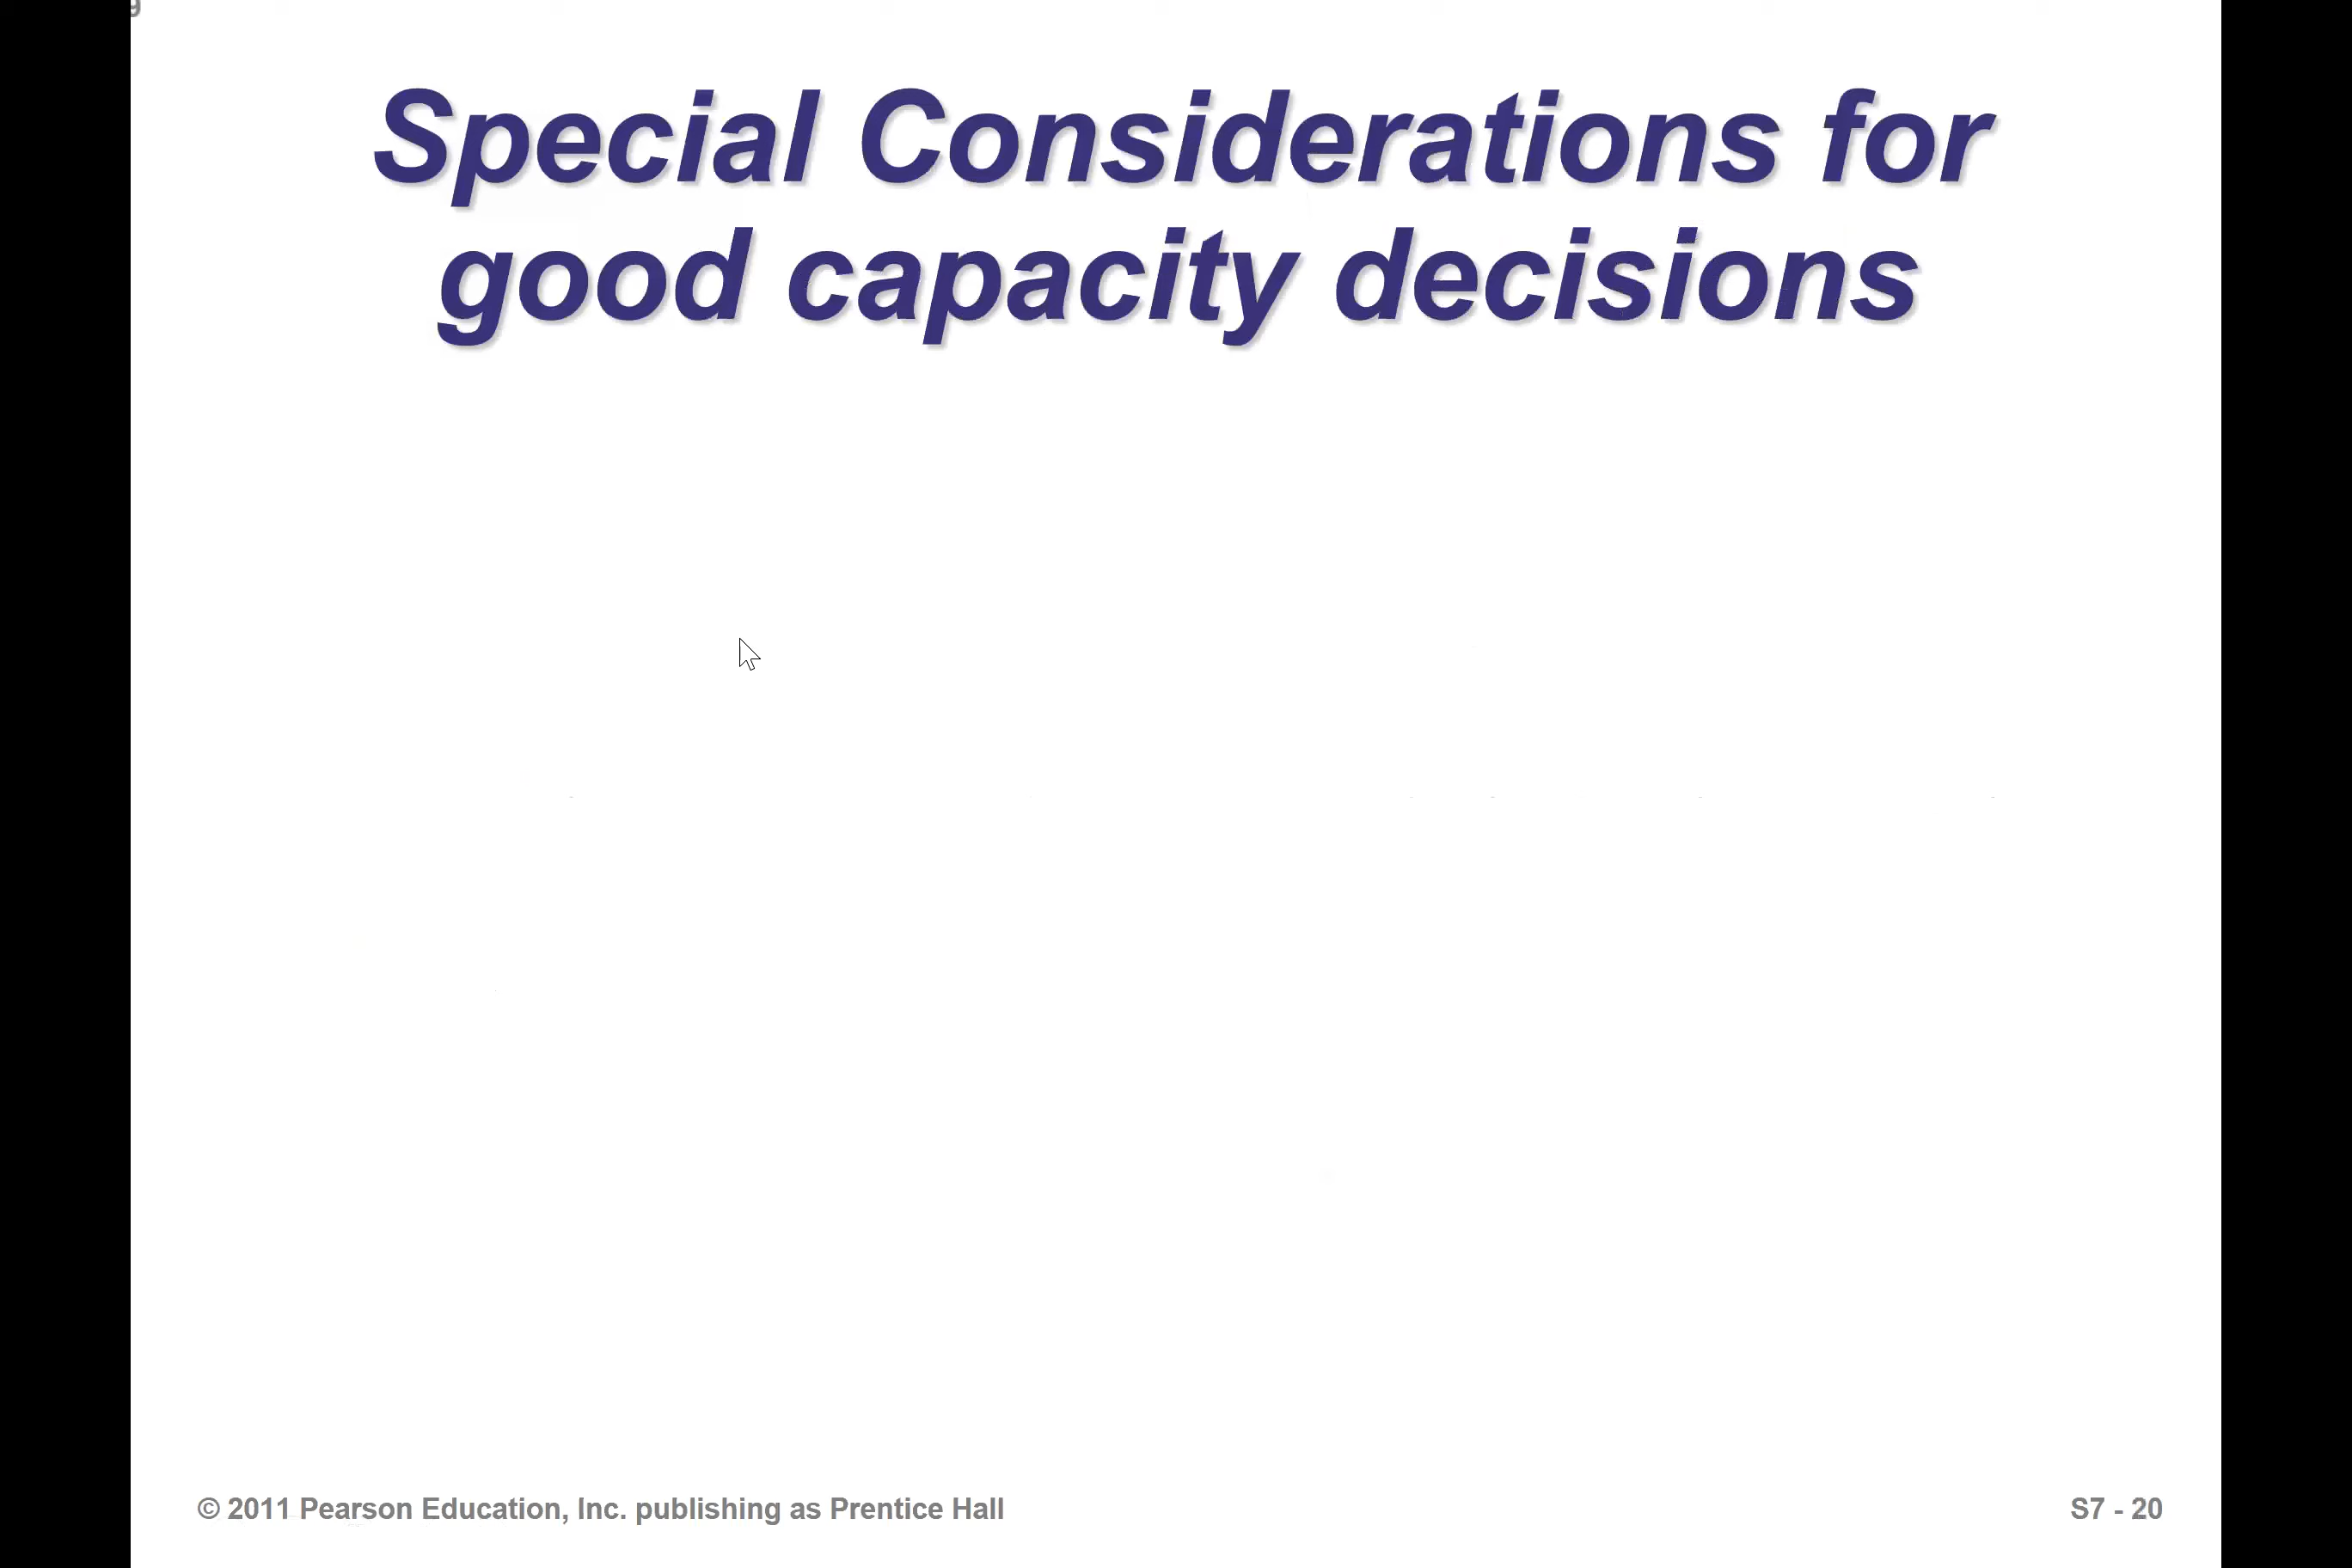 Special Considerations for
good capacity decisions
© 2011 Pearson Education, Inc. publishing as Prentice Hall
S7 - 20